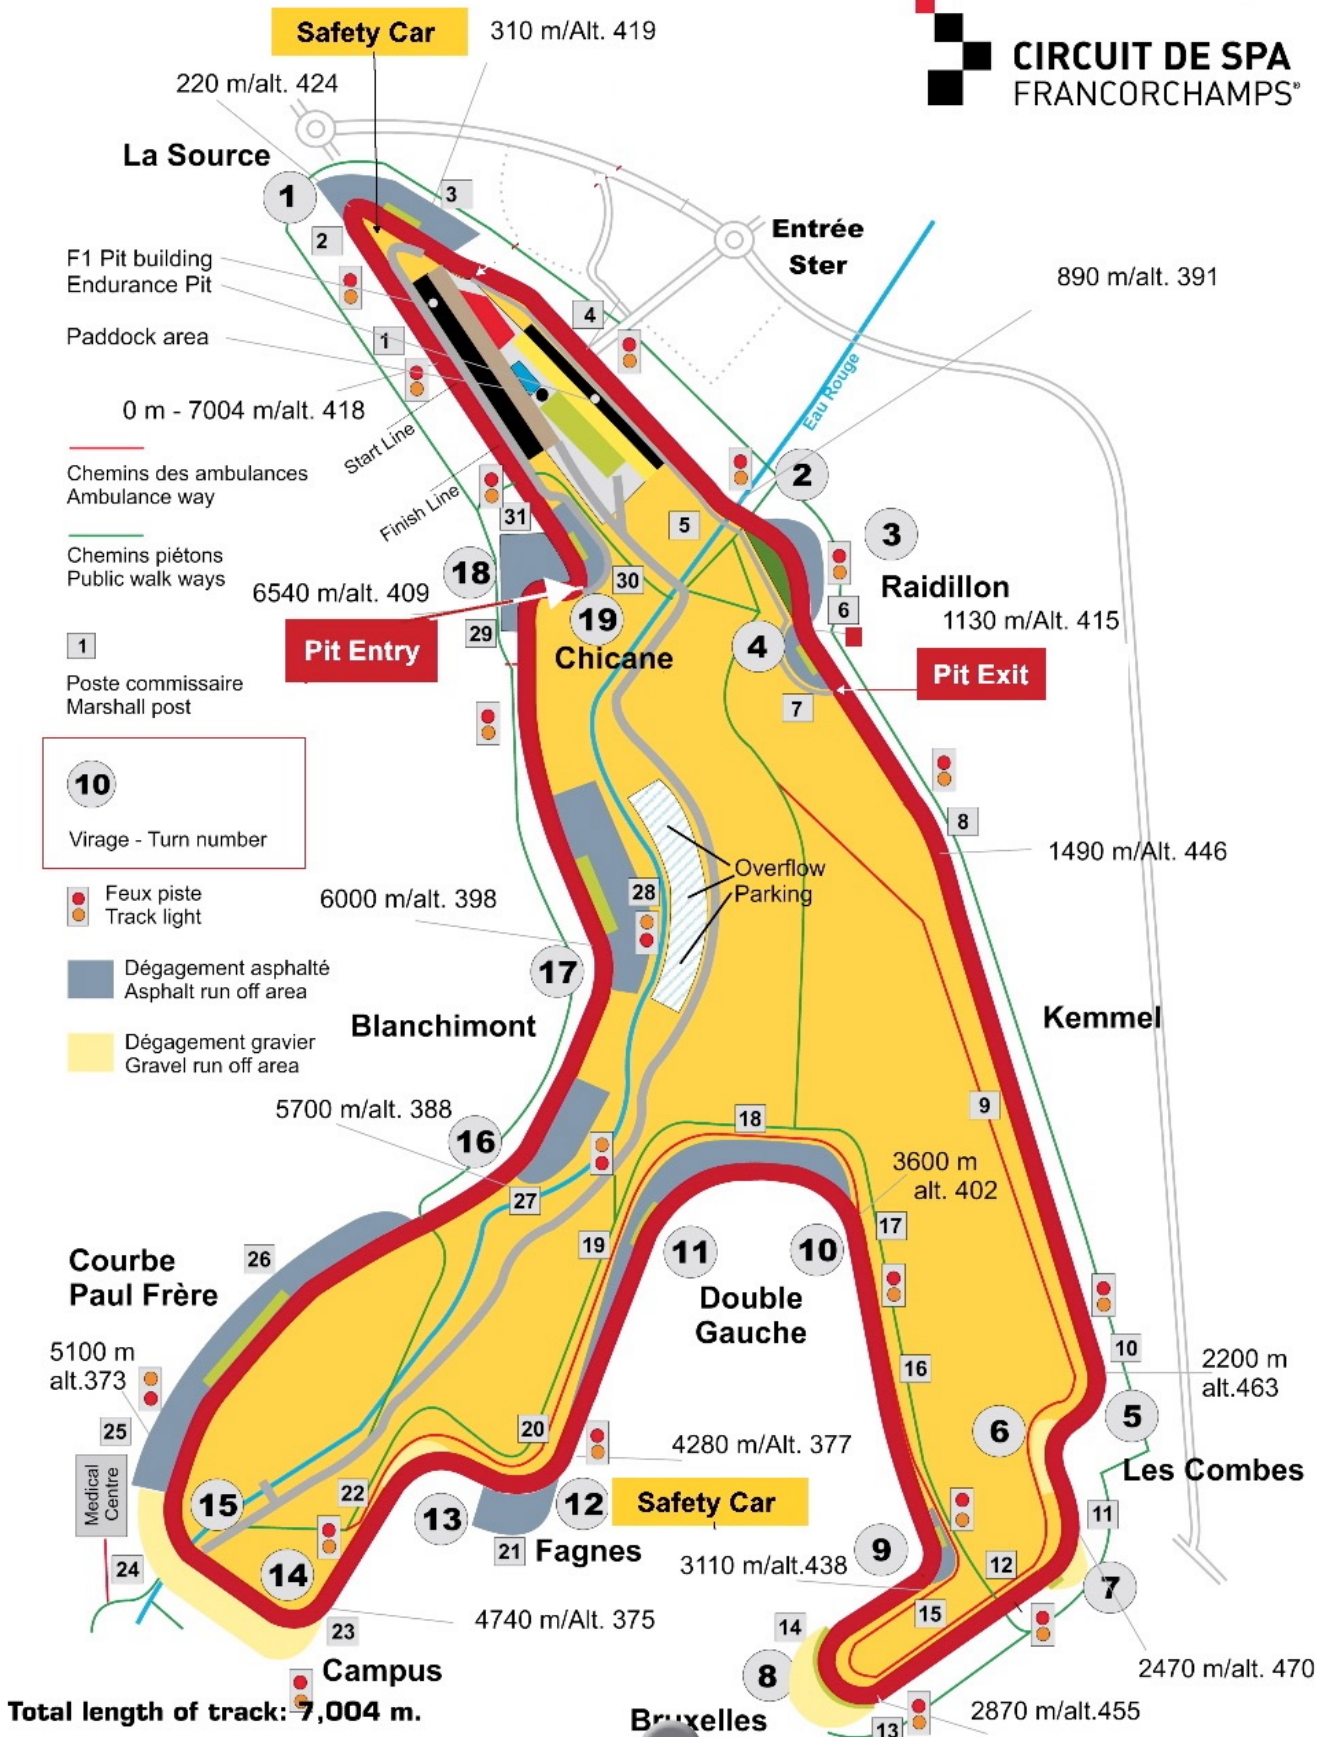 Safety Car
310 m/Alt. 419
CIRCUIT DE SPA
FRANCORCHAMPS®
220 m/alt. 424
La Source
1
3
2
Entrée
Ster
F1 Pit building
Endurance Pit
890 m/alt. 391
4
Paddock area
1
Eau Rouge
0 m - 7004 m/alt. 418
Start Line
Finish Line
Chemins des ambulances
Ambulance way
2
31
5
3
Chemins piétons
Public walk ways
18
30
Raidillon
6540 m/alt. 409
6
1130 m/Alt. 415
19
29
Pit Entry
Chicane
4
Pit Exit
1
Poste commissaire
Marshall post
7
10
Virage - Turn number
8
1490 m/Alt. 446
Overflow
Parking
28
6000 m/alt. 398
Feux piste
Track light
17
Dégagement asphalté
Asphalt run off area
Blanchimont
Kemmel
Dégagement gravier
Gravel run off area
5700 m/alt. 388
9
18
16
3600 m
alt. 402
27
17
19
26
11
10
Courbe
Paul Frère
Double
Gauche
5100 m
alt.373
10
2200 m
alt.463
16
5
6
25
20
4280 m/Alt. 377
Les Combes
Medical
Centre
22
15
13
12
Safety Car
11
21
Fagnes
9
3110 m/alt.438
12
24
14
7
15
4740 m/Alt. 375
23
14
Campus
8
2470 m/alt. 470
Total length of track: 7,004 m.
Bruxelles
2870 m/alt.455
13